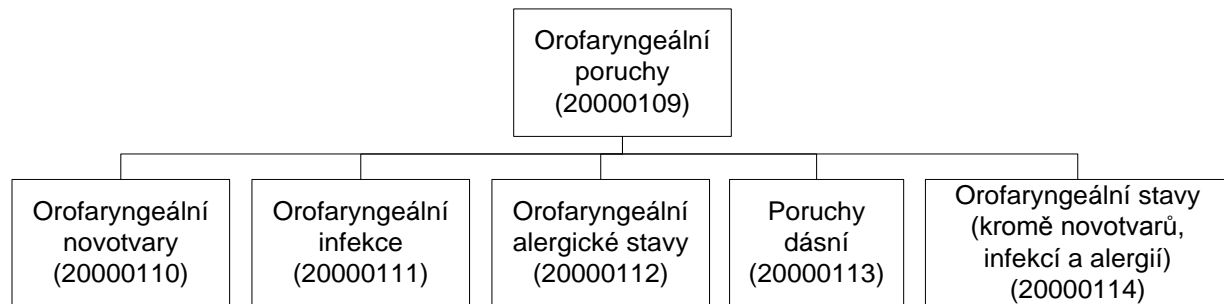 Orofaryngeální
poruchy
(20000109)
Orofaryngeální
novotvary
(20000110)
Orofaryngeální
infekce
(20000111)
Orofaryngeální
alergické stavy
(20000112)
Poruchy
dásní
(20000113)
Orofaryngeální stavy
(kromě novotvarů,
infekcí a alergií)
(20000114)